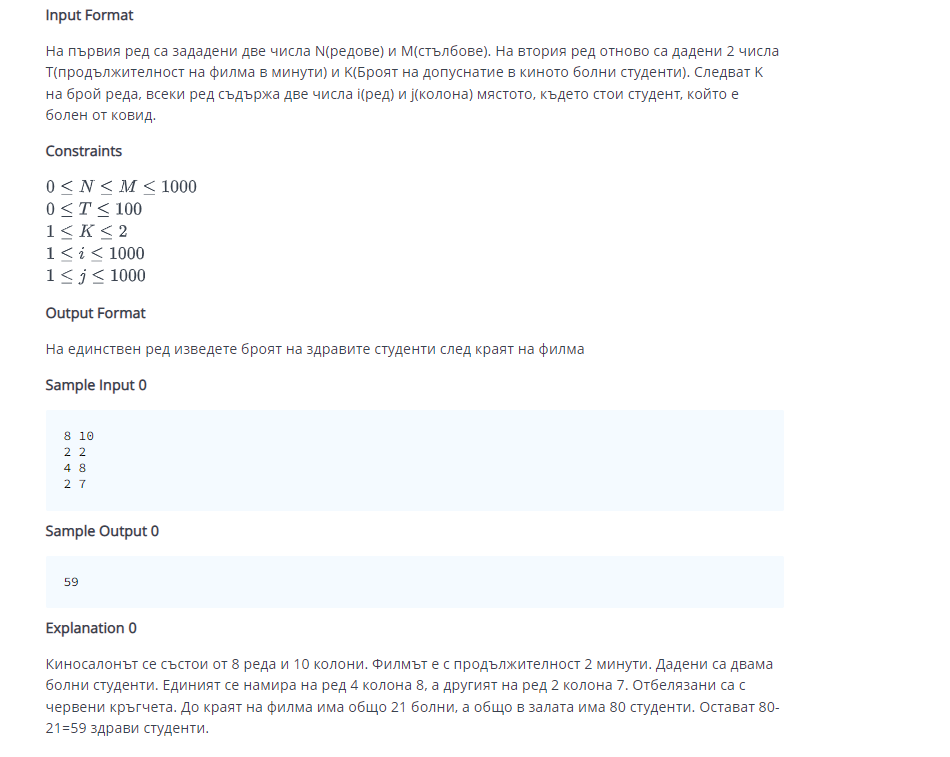 Input Format
На първия ред са зададени две числа N(редове) и M(стълбове). На втория ред отново са дадени 2 числа
T(продължителност на филма в минути) и K(Броят на допуснатие в киното болни студенти). Следват K
на брой реда, всеки ред съдържа две числа i(ред) и j(колона) мястото, където стои студент, който е
болен от ковид.
Constraints
0 ≤ N ≤ M ≤ 1000
0 ≤ T ≤ 100
1 ≤ K ≤ 2
1 ≤ i ≤ 1000
1 ≤ j ≤ 1000
Output Format
На единствен ред изведете броят на здравите студенти след краят на филма
Sample Input 0
8 10
2 2
4 8
2 7
Sample Output 0
59
Explanation 0
Киносалонът се състои от 8 реда и 10 колони. Филмът е с продължителност 2 минути. Дадени са двама
болни студенти. Единият се намира на ред 4 колона 8, а другият на ред 2 колона 7. Отбелязани са с
червени кръгчета. До краят на филма има общо 21 болни, а общо в залата има 80 студенти. Остават 80-
21=59 здрави студенти.